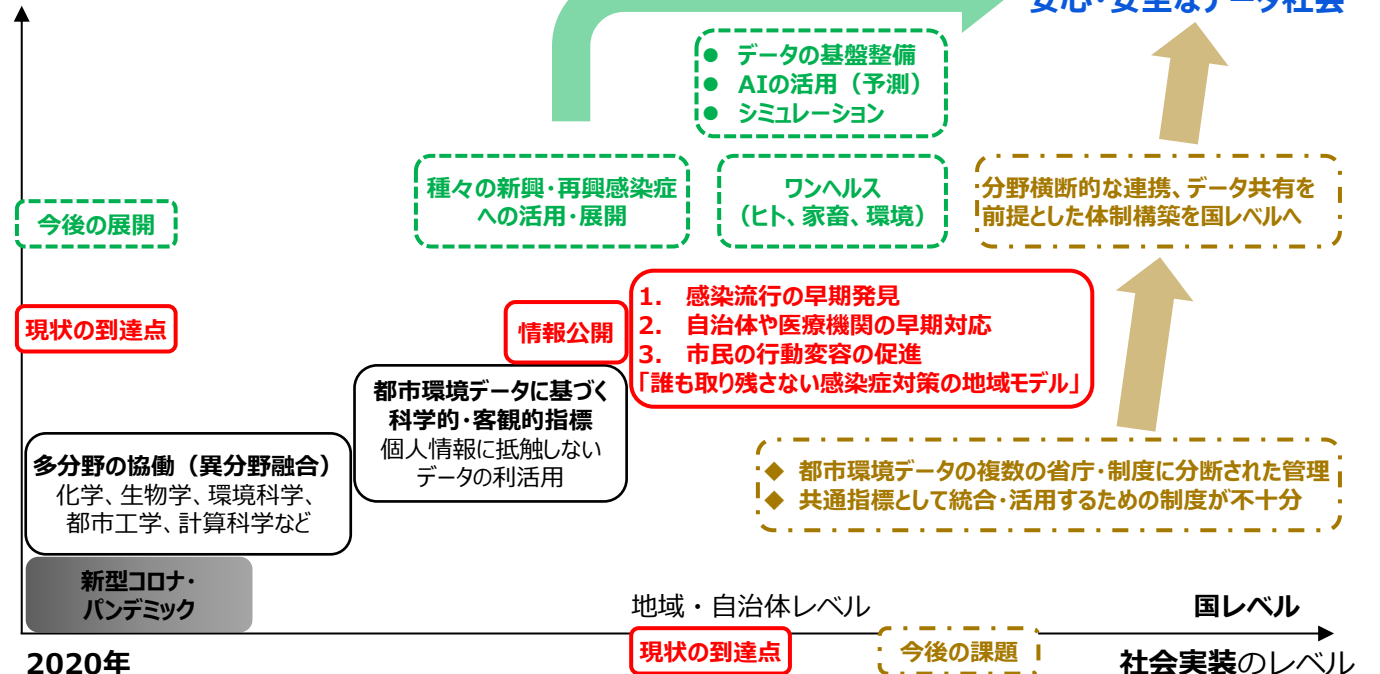 安心・安全なデータ社会
● データの基盤整備
● AIの活用（予測）
● シミュレーション
種々の新興・再興感染症
への活用・展開
ワンヘルス
（ヒト、家畜、環境）
分野横断的な連携、データ共有を
前提とした体制構築を国レベルへ
今後の展開
現状の到達点
情報公開
1. 感染流行の早期発見
2. 自治体や医療機関の早期対応
3. 市民の行動変容の促進
「誰も取り残さない感染症対策の地域モデル」
都市環境データに基づく
科学的・客観的指標
個人情報に抵触しない
データの利活用
多分野の協働（異分野融合）
化学、生物学、環境科学、
都市工学、計算科学など
◆ 都市環境データの複数の省庁・制度に分断された管理
◆ 共通指標として統合・活用するための制度が不十分
新型コロナ・
パンデミック
地域・自治体レベル
国レベル
2020年
現状の到達点
今後の課題
社会実装のレベル